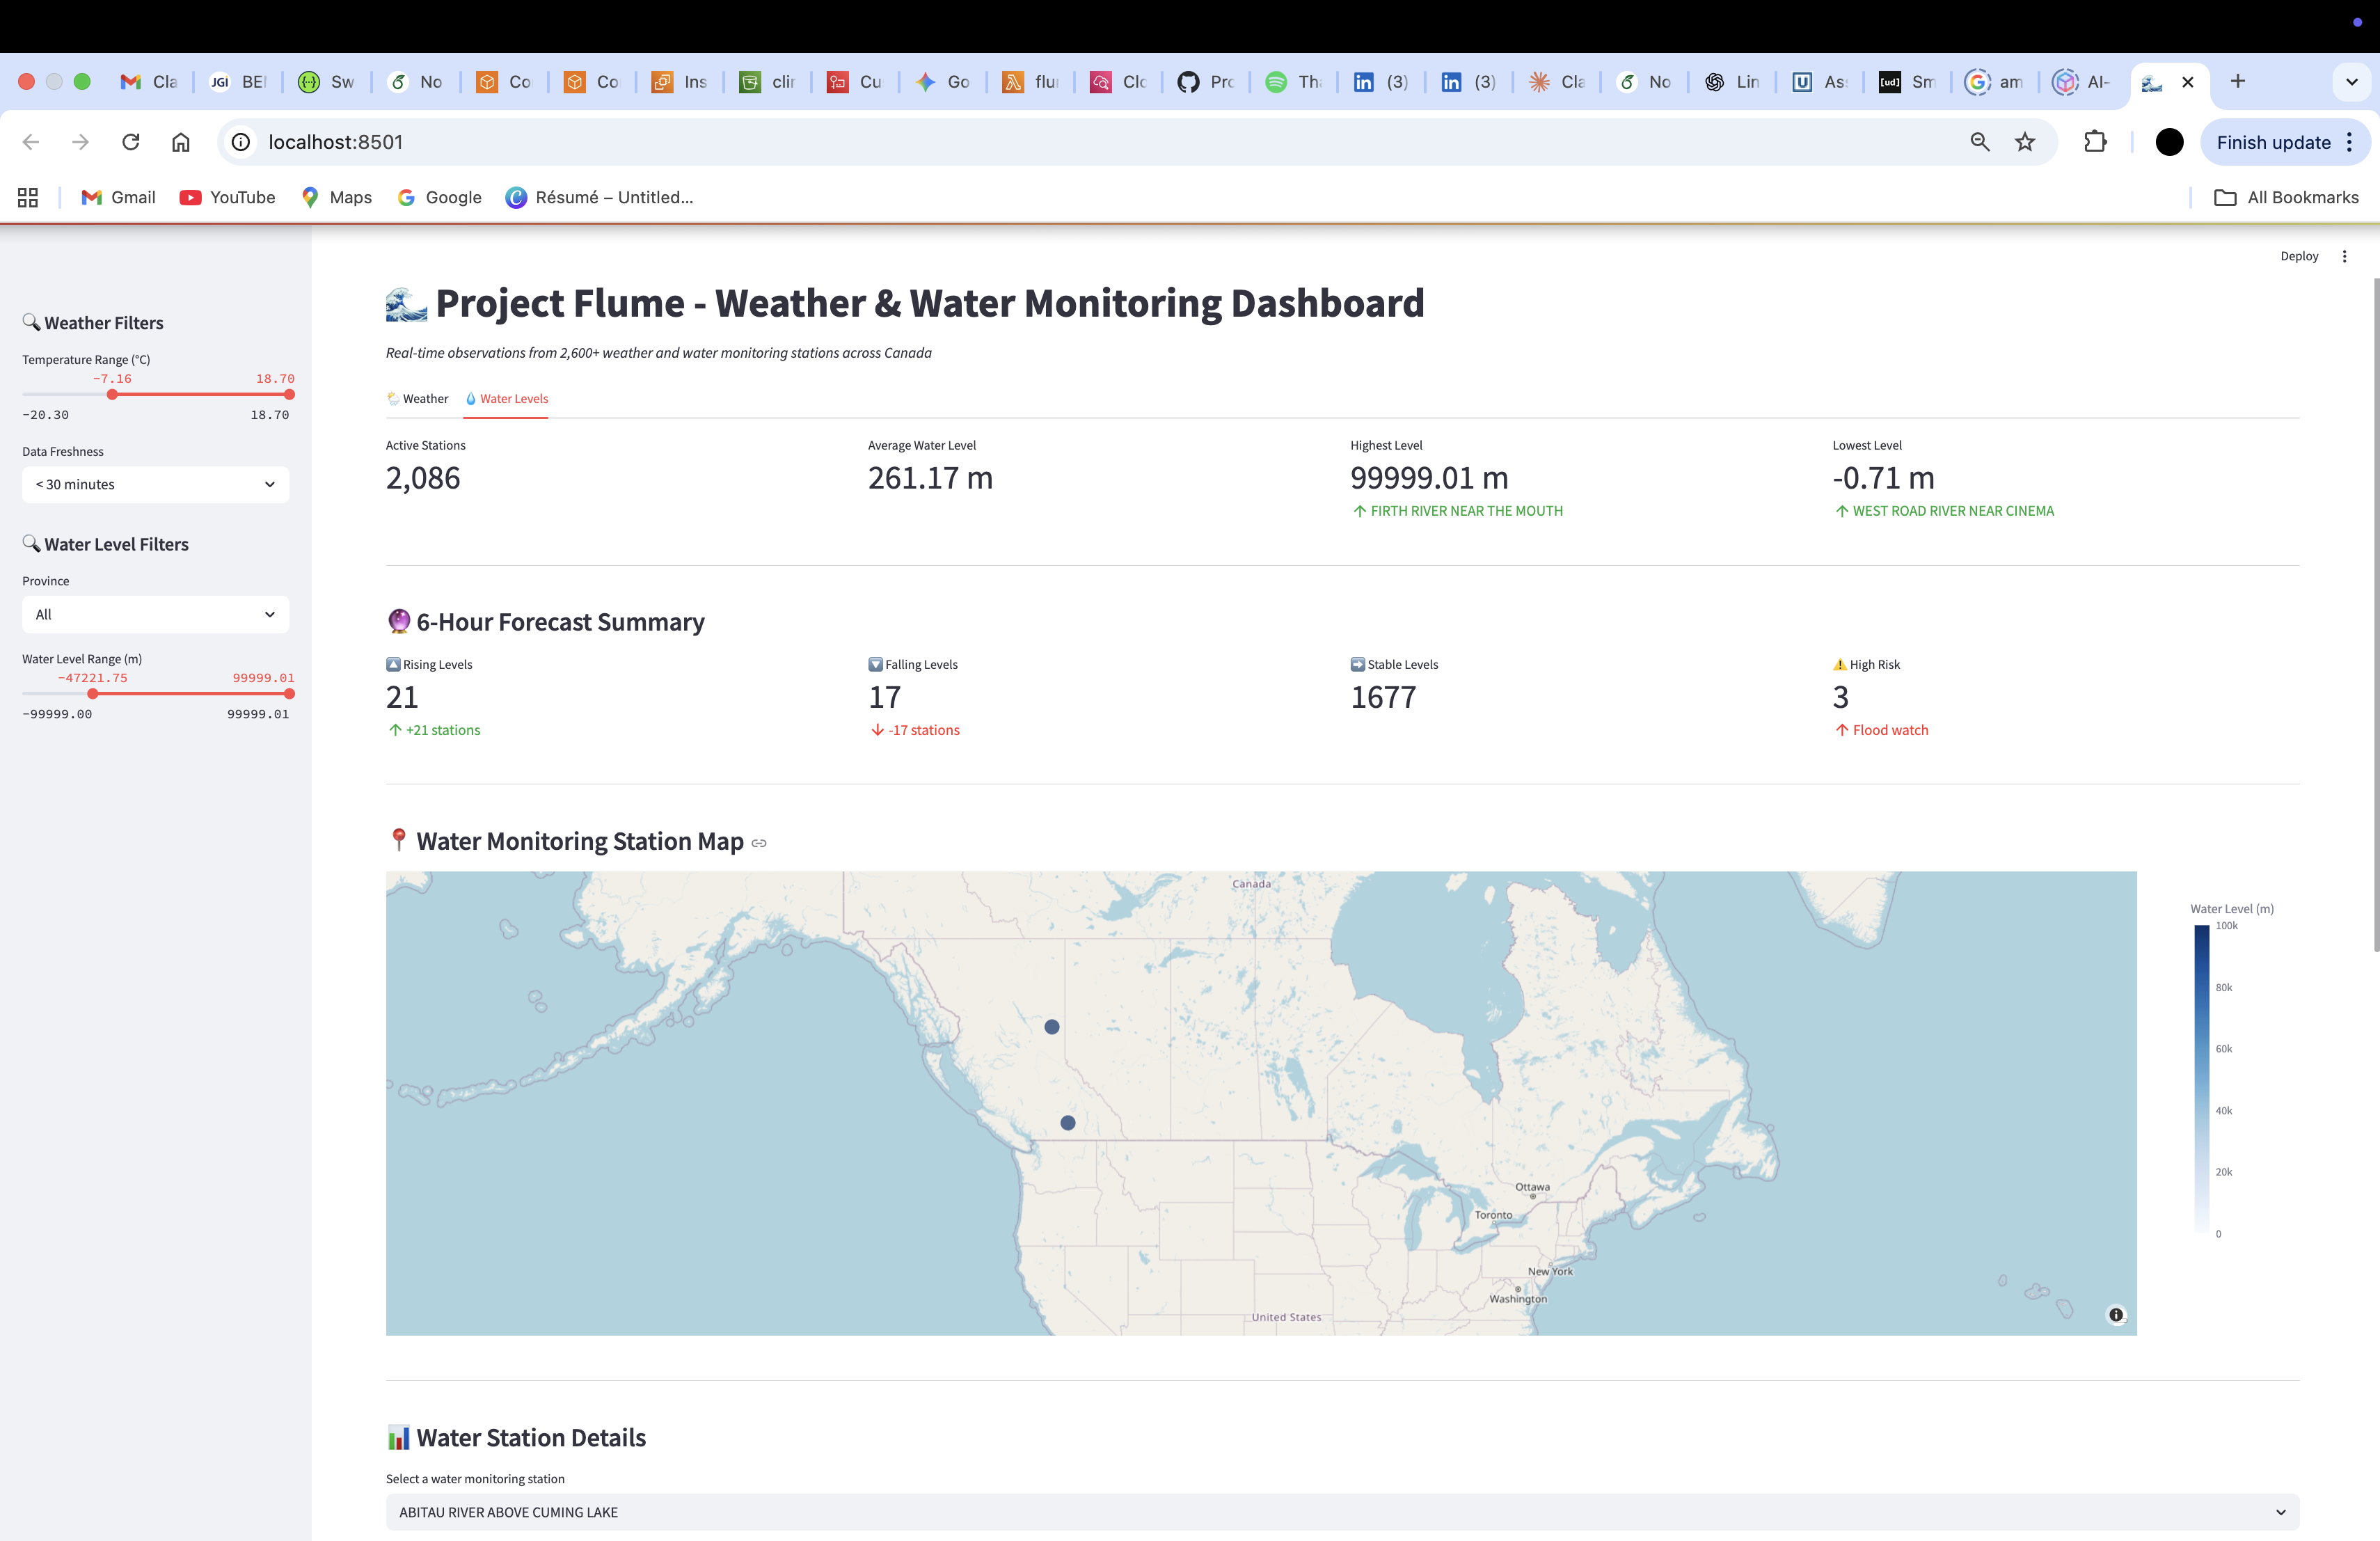 Cla
JGI BEI
Sw
No
Co
Co
Ins
clir
Cu
Go
flu
Clc
Prc
Tha
(3)
(3)
Cla
No
Lin
As
[ud] Sm
am
AI-
localhost:8501
Finish update
Gmail
YouTube
Maps
Google
Résumé – Untitled...
All Bookmarks
Deploy
Weather Filters
Temperature Range (°C)
-7.16 18.70
-20.30 18.70
Data Freshness
< 30 minutes
Water Level Filters
Province
All
Water Level Range (m)
-47221.75 99999.01
-99999.00 99999.01
Project Flume - Weather & Water Monitoring Dashboard
Real-time observations from 2,600+ weather and water monitoring stations across Canada
Weather Water Levels
Active Stations
2,086
Average Water Level
261.17 m
Highest Level
99999.01 m
↑ FIRTH RIVER NEAR THE MOUTH
Lowest Level
-0.71 m
↑ WEST ROAD RIVER NEAR CINEMA
6-Hour Forecast Summary
Rising Levels
21
↑ +21 stations
Falling Levels
17
↓ -17 stations
Stable Levels
1677
High Risk
3
↑ Flood watch
Water Monitoring Station Map
Canada
Ottawa
Toronto
New York
Washington
United States
Water Level (m)
100k
80k
60k
40k
20k
0
Water Station Details
Select a water monitoring station
ABITAU RIVER ABOVE CUMING LAKE